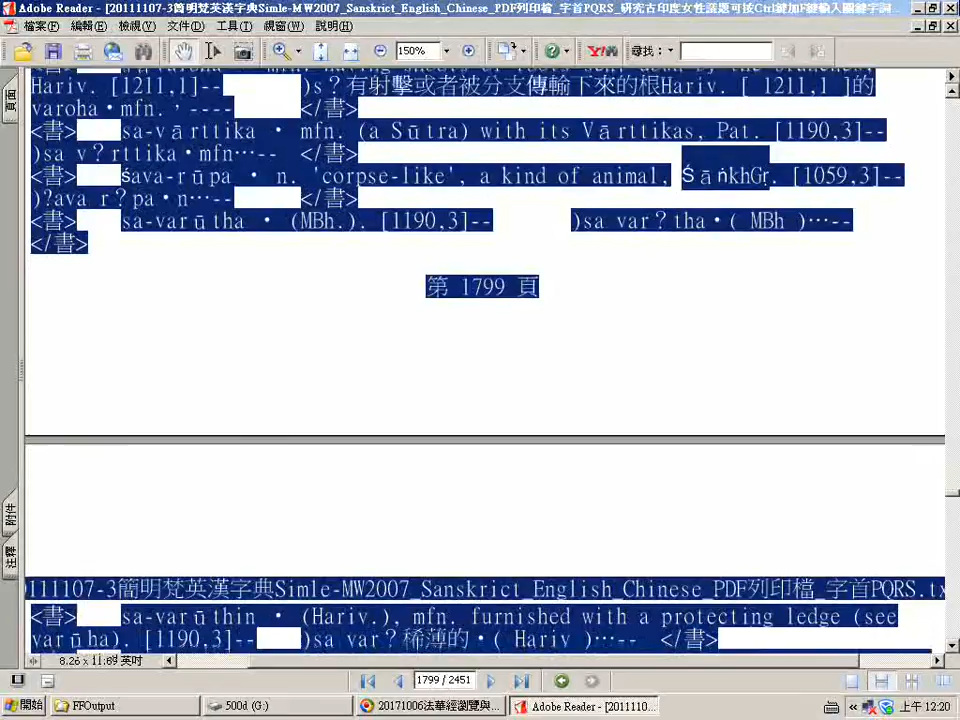 Adobe Reader - [20111107-3簡明梵英漢字典Simle-MW2007_Sanskrict_English_Chinese_PDF列印檔_字首PQRS_研究古印度女性議題可按Ctrl鍵加F鍵輸入關鍵字詞...
檔案(F) 編輯(E) 檢視(V) 文件(D) 工具(T) 視窗(W) 說明(H)
150% Y! 尋找：
頁面
Hariv. [1211,1]-- )s？有射擊或者被分支傳輸下來的根Hariv. [ 1211,1 ]的
varoha‧mfn.，---- </書>
<書> sa-vārttika ‧ mfn. (a Sūtra) with its Vārttikas, Pat. [1190,3]--
)sa v？rttika‧mfn…-- </書>
<書> śava-rūpa ‧ n. 'corpse-like', a kind of animal, ŚāṅkhGṛ. [1059,3]--
)?ava r？pa‧n…-- </書>
<書> sa-varūtha ‧ (MBh.). [1190,3]-- )sa var？tha‧( MBh )…--
</書>
第 1799 頁
附件
註釋
0111107-3簡明梵英漢字典Simle-MW2007_Sanskrict_English_Chinese_PDF列印檔_字首PQRS.tx
<書> sa-varūthin ‧ (Hariv.), mfn. furnished with a protecting ledge (see
varūha). [1190,3]-- )sa var？稀薄的‧( Hariv )…-- </書>
8.26 x 11.69 英吋
1799 / 2451
開始 FFOutput 500d (G:) 20171006法華經瀏覽與... Adobe Reader - [2011110... 上午 12:20